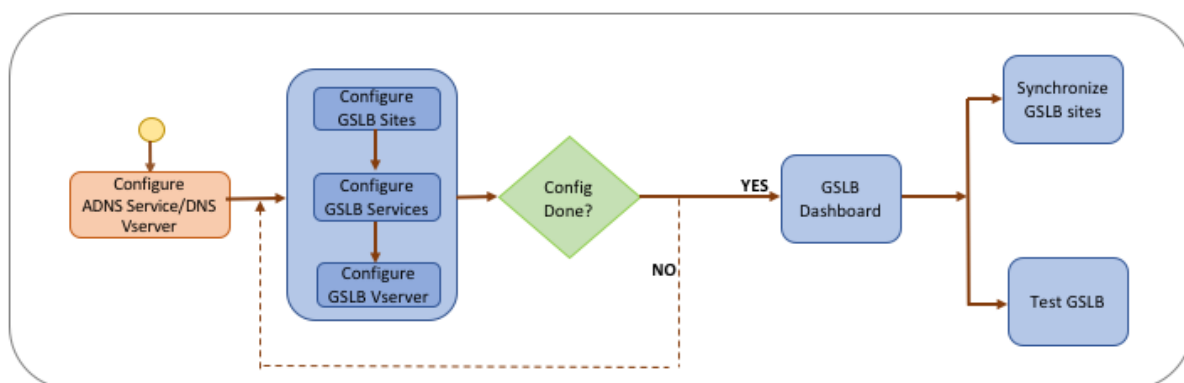 Configure
ADNS Service/DNS
Vserver
Configure
GSLB Sites
Configure
GSLB Services
Configure
GSLB Vserver
Config
Done?
YES
NO
GSLB
Dashboard
Synchronize
GSLB sites
Test GSLB